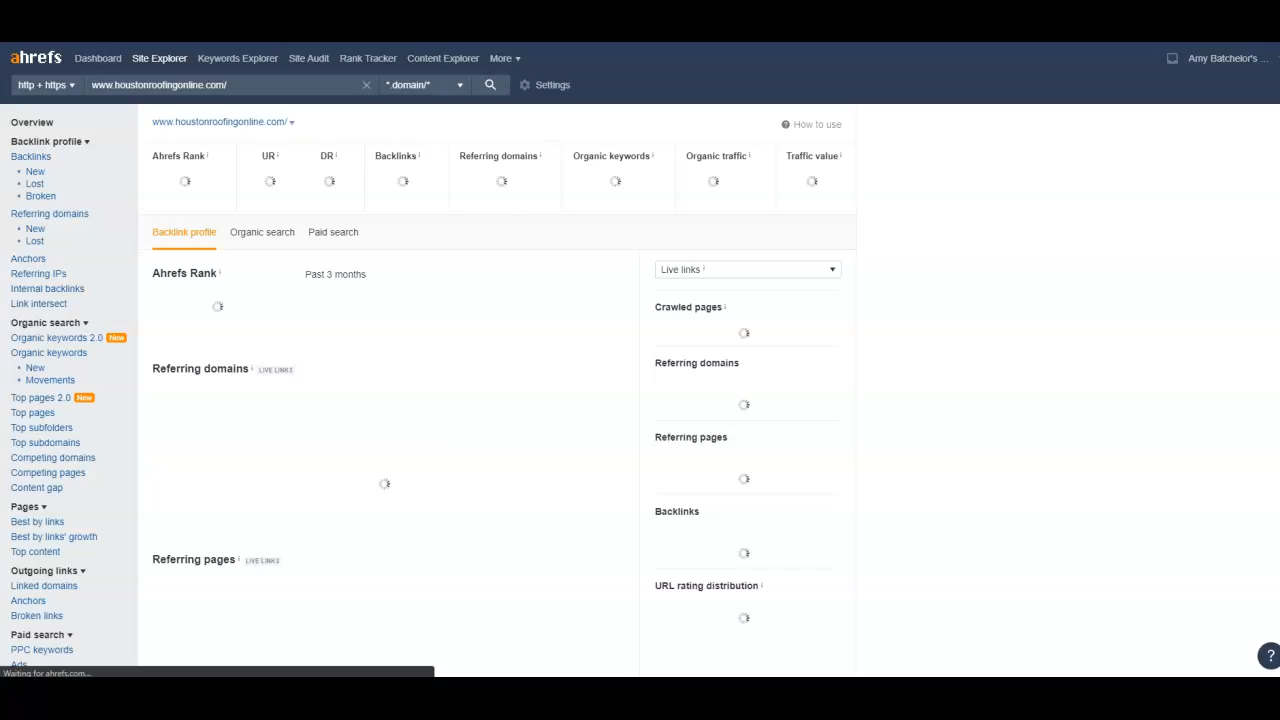 ahrefs Dashboard Site Explorer Keywords Explorer Site Audit Rank Tracker Content Explorer More Amy Batchelor's ...
http + https www.houstonroofingonline.com/ *.domain/* Settings
Overview
Backlink profile
Backlinks
New
Lost
Broken
Referring domains
New
Lost
Anchors
Referring IPs
Internal backlinks
Link intersect
Organic search
Organic keywords 2.0 New
Organic keywords
New
Movements
Top pages 2.0 New
Top pages
Top subfolders
Top subdomains
Competing domains
Competing pages
Content gap
Pages
Best by links
Best by links' growth
Top content
Outgoing links
Linked domains
Anchors
Broken links
Paid search
PPC keywords
Ads
Waiting for ahrefs.com...
www.houstonroofingonline.com/ How to use
Ahrefs Rank i UR i DR i Backlinks i Referring domains i Organic keywords i Organic traffic i Traffic value i
Backlink profile Organic search Paid search
Ahrefs Rank i Past 3 months
Referring domains i LIVE LINKS
Referring pages i LIVE LINKS
Live links i
Crawled pages i
Referring domains
Referring pages
Backlinks
URL rating distribution i
?